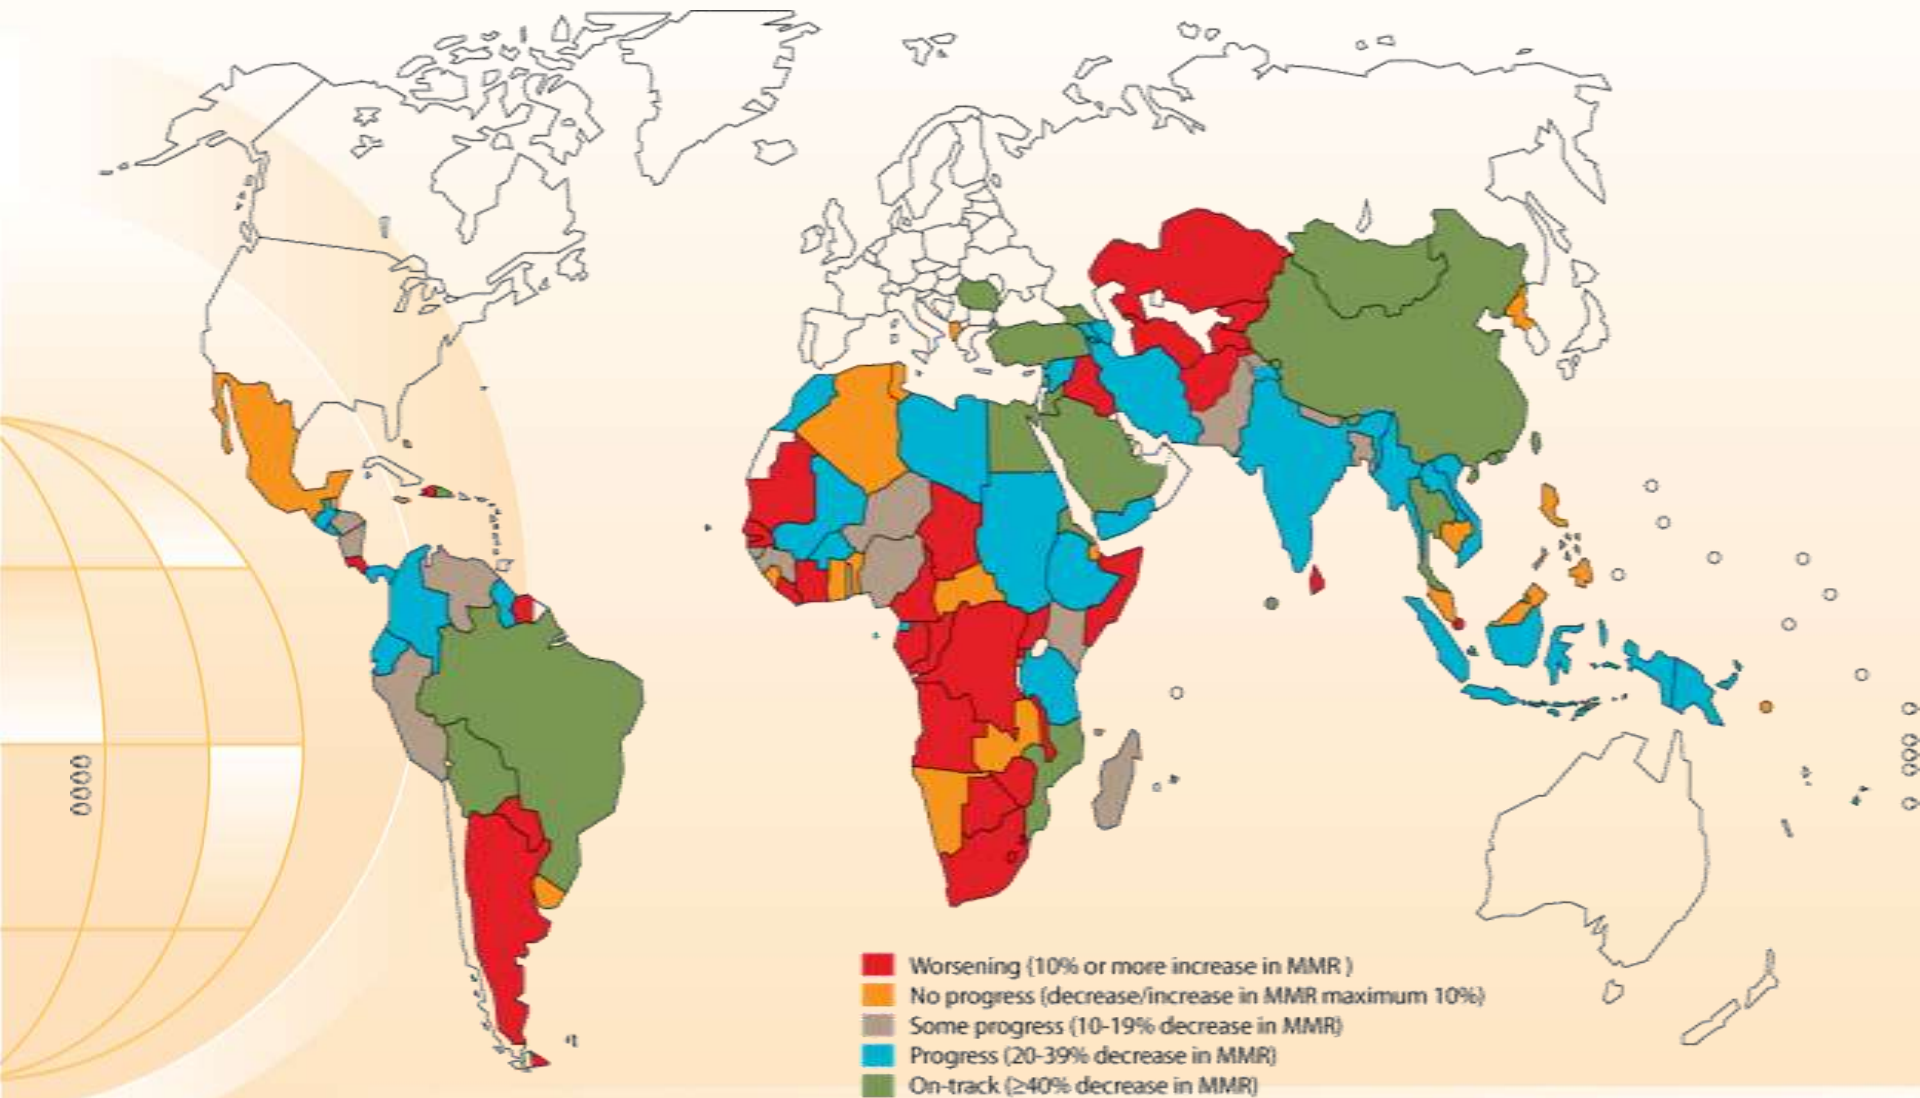 Worsening (10% or more increase in MMR )
No progress (decrease/increase in MMR maximum 10%)
Some progress (10-19% decrease in MMR)
Progress (20-39% decrease in MMR)
On-track (≥40% decrease in MMR)